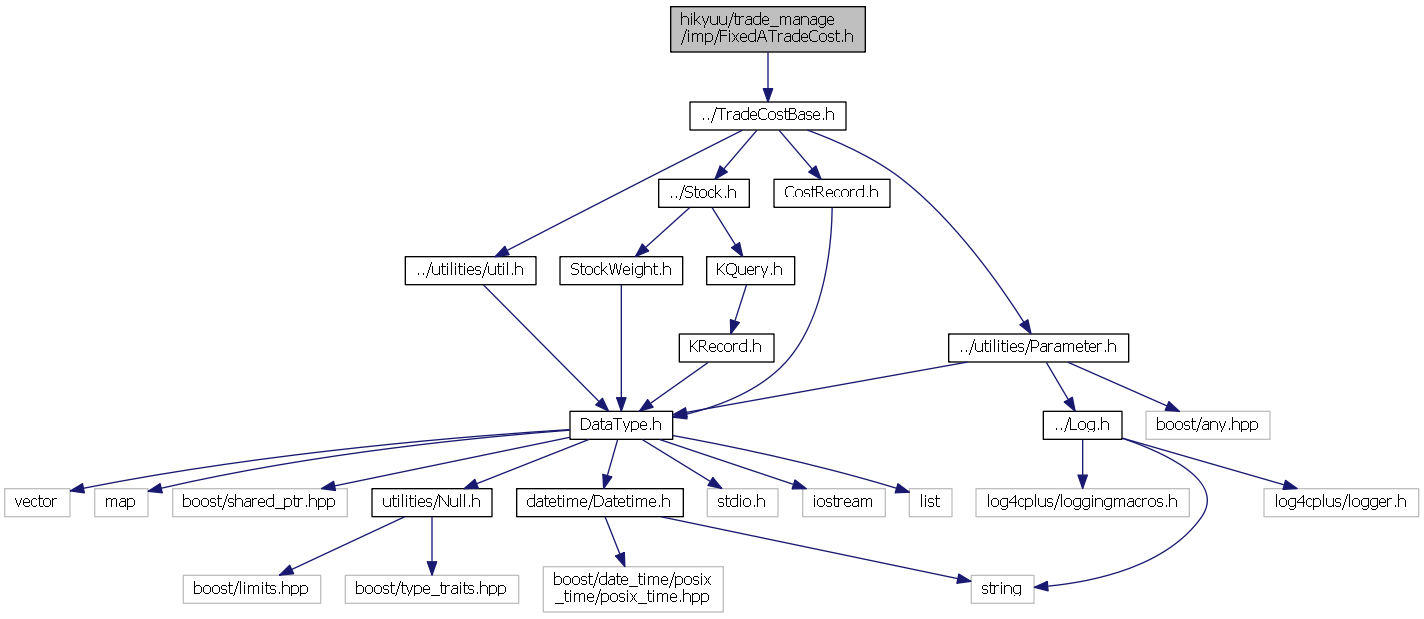 hikyuu/trade_manage
/imp/FixedATradeCost.h
../TradeCostBase.h
../Stock.h
CostRecord.h
../utilities/util.h
StockWeight.h
KQuery.h
KRecord.h
../utilities/Parameter.h
DataType.h
../Log.h
boost/any.hpp
vector
map
boost/shared_ptr.hpp
utilities/Null.h
datetime/Datetime.h
stdio.h
iostream
list
log4cplus/loggingmacros.h
log4cplus/logger.h
boost/limits.hpp
boost/type_traits.hpp
boost/date_time/posix
_time/posix_time.hpp
string